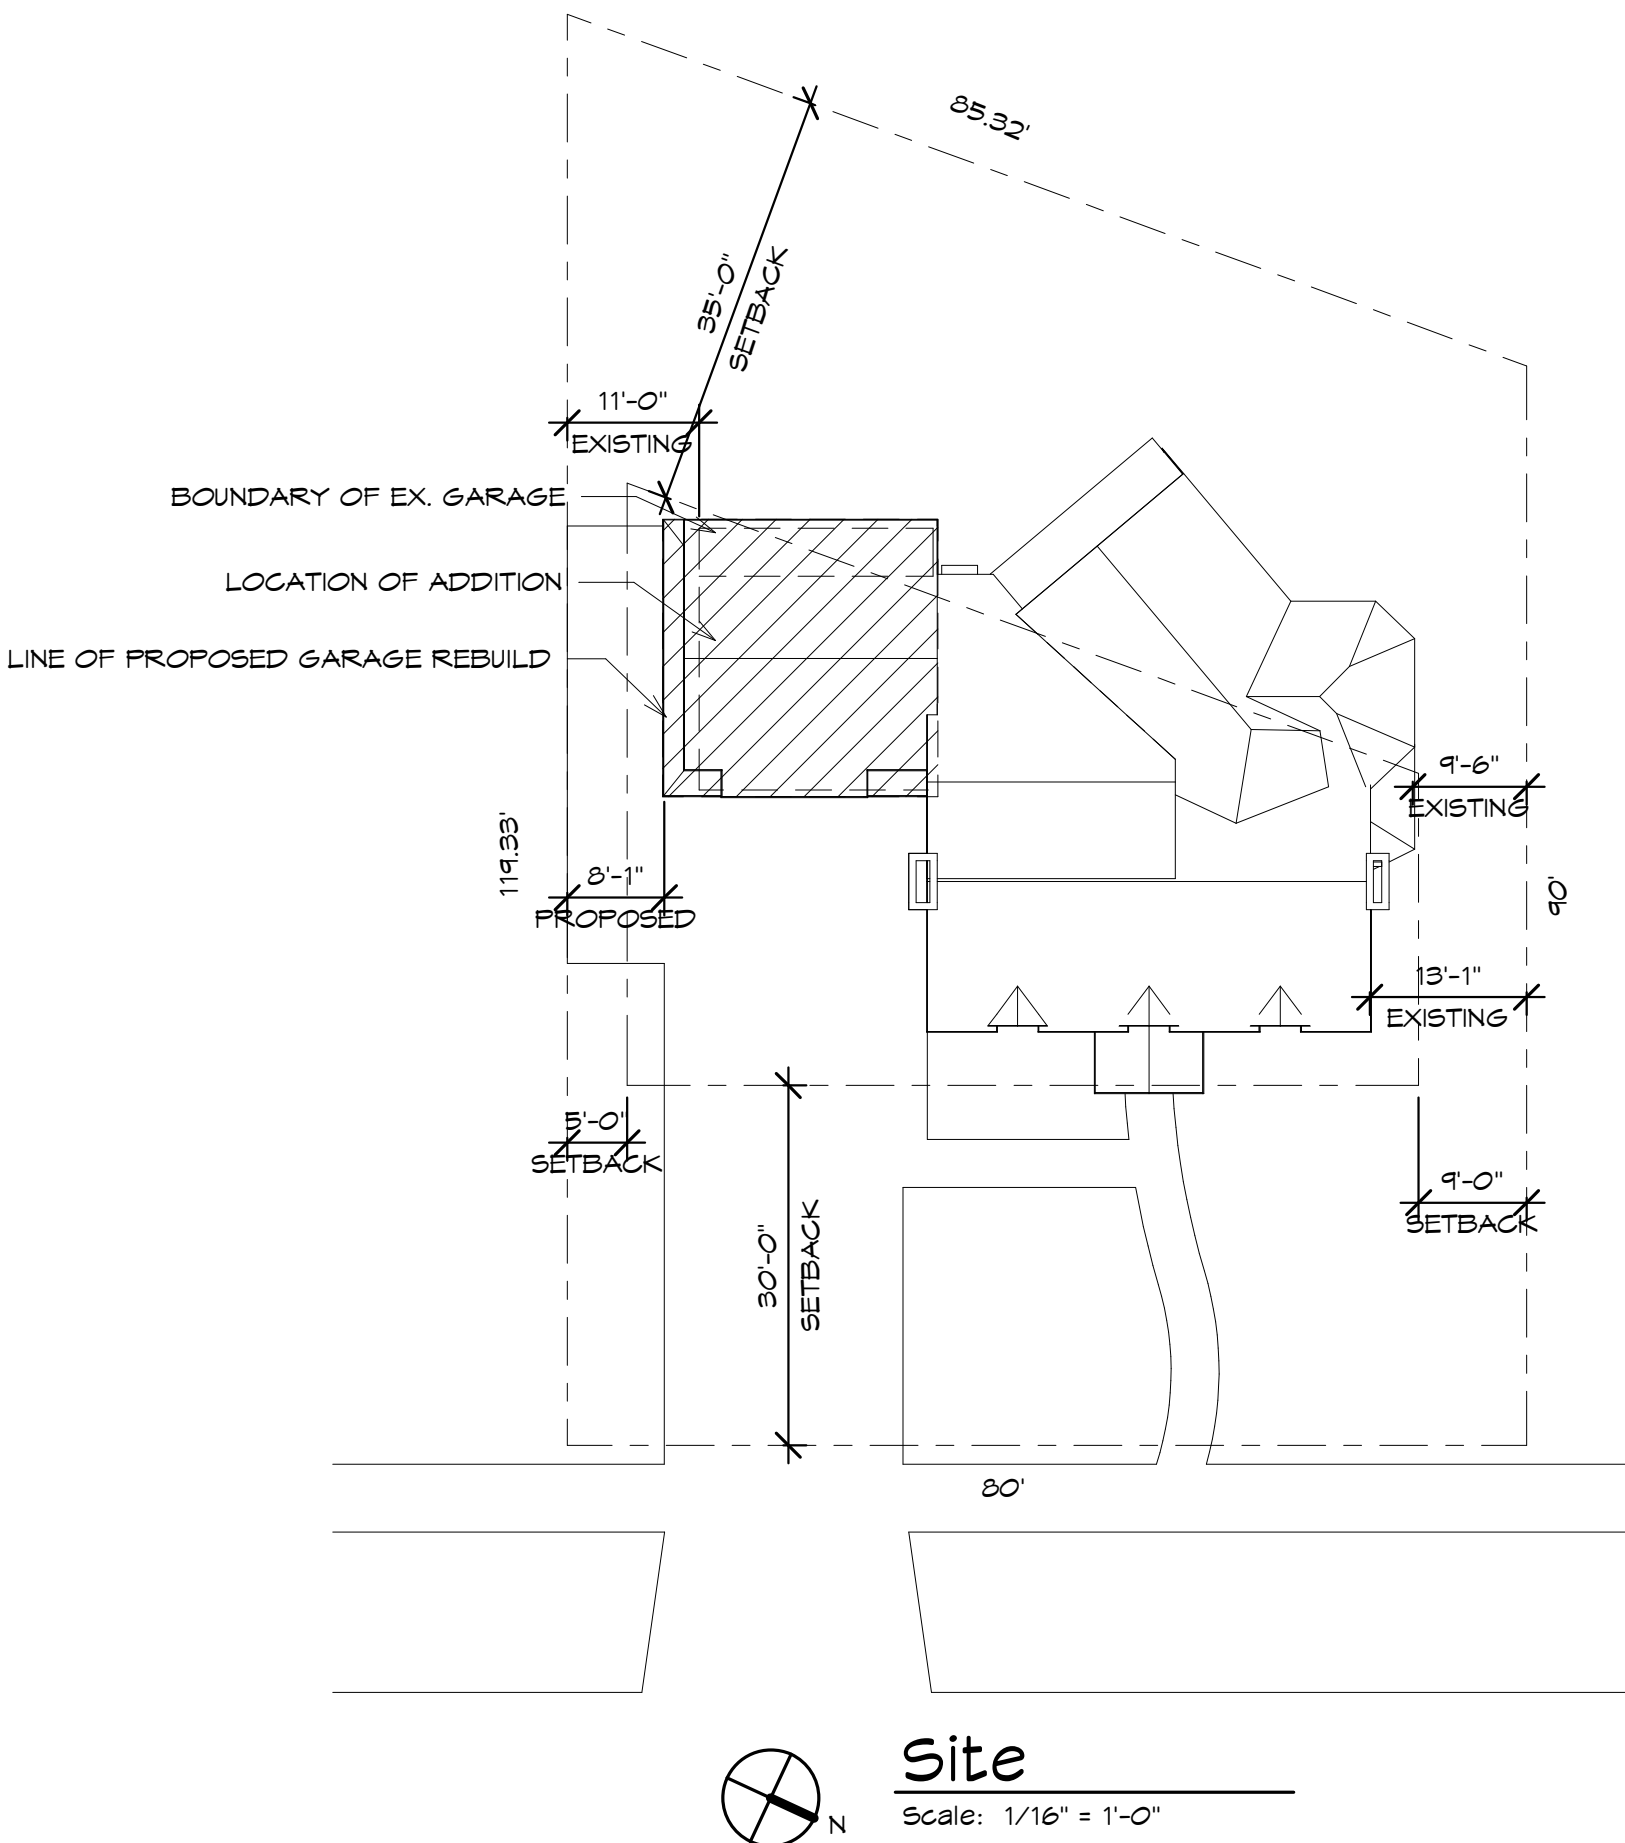 85.32'
35'-0"
SETBACK
11'-0"
EXISTING
BOUNDARY OF EX. GARAGE
LOCATION OF ADDITION
LINE OF PROPOSED GARAGE REBUILD
9'-6"
EXISTING
119.33'
8'-1"
PROPOSED
90'
13'-1"
EXISTING
5'-0"
SETBACK
9'-0"
SETBACK
30'-0"
SETBACK
80'
Site
Scale: 1/16" = 1'-0"
N